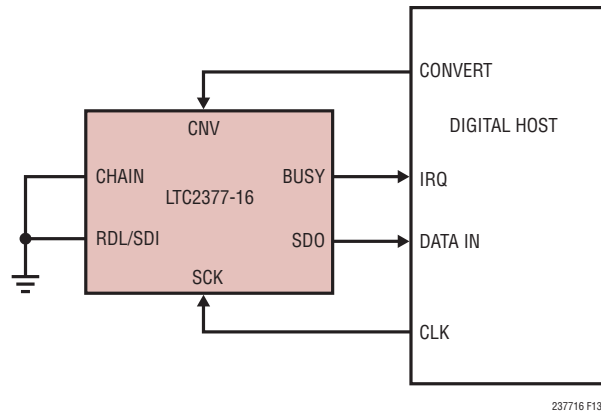 CONVERT
CNV
DIGITAL HOST
CHAIN
BUSY
IRQ
LTC2377-16
RDL/SDI
SDO
DATA IN
SCK
CLK
237716 F13